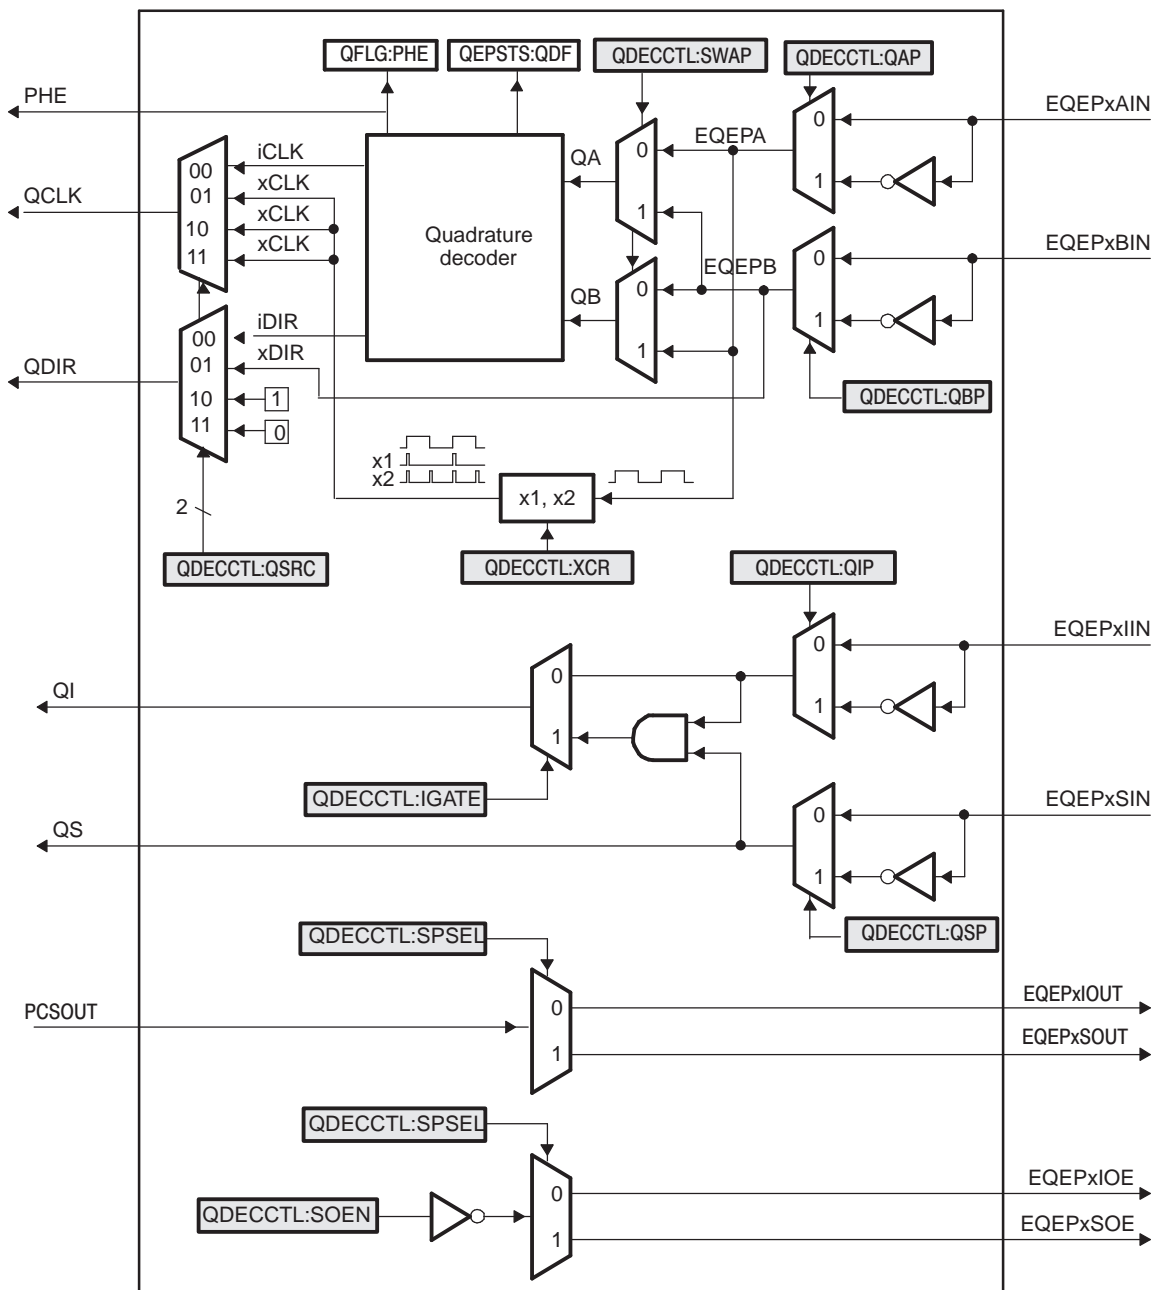 QFLG:PHE
QEPSTS:QDF
QDECCTL:SWAP
QDECCTL:QAP
PHE
EQEPxAIN
0
EQEPA
iCLK
QA
0
00
xCLK
1
01
QCLK
xCLK
1
10
xCLK
11
Quadrature
decoder
EQEPxBIN
0
EQEPB
QB
0
1
iDIR
00
xDIR
1
01
QDIR
10
1
QDECCTL:QBP
11
0
x1
x2
x1, x2
2
QDECCTL:QSRC
QDECCTL:XCR
QDECCTL:QIP
EQEPxIIN
0
0
QI
1
1
QDECCTL:IGATE
EQEPxSIN
0
QS
1
QDECCTL:SPSEL
QDECCTL:QSP
PCSOUT
0
EQEPxIOUT
1
EQEPxSOUT
QDECCTL:SPSEL
0
EQEPxIOE
QDECCTL:SOEN
1
EQEPxSOE